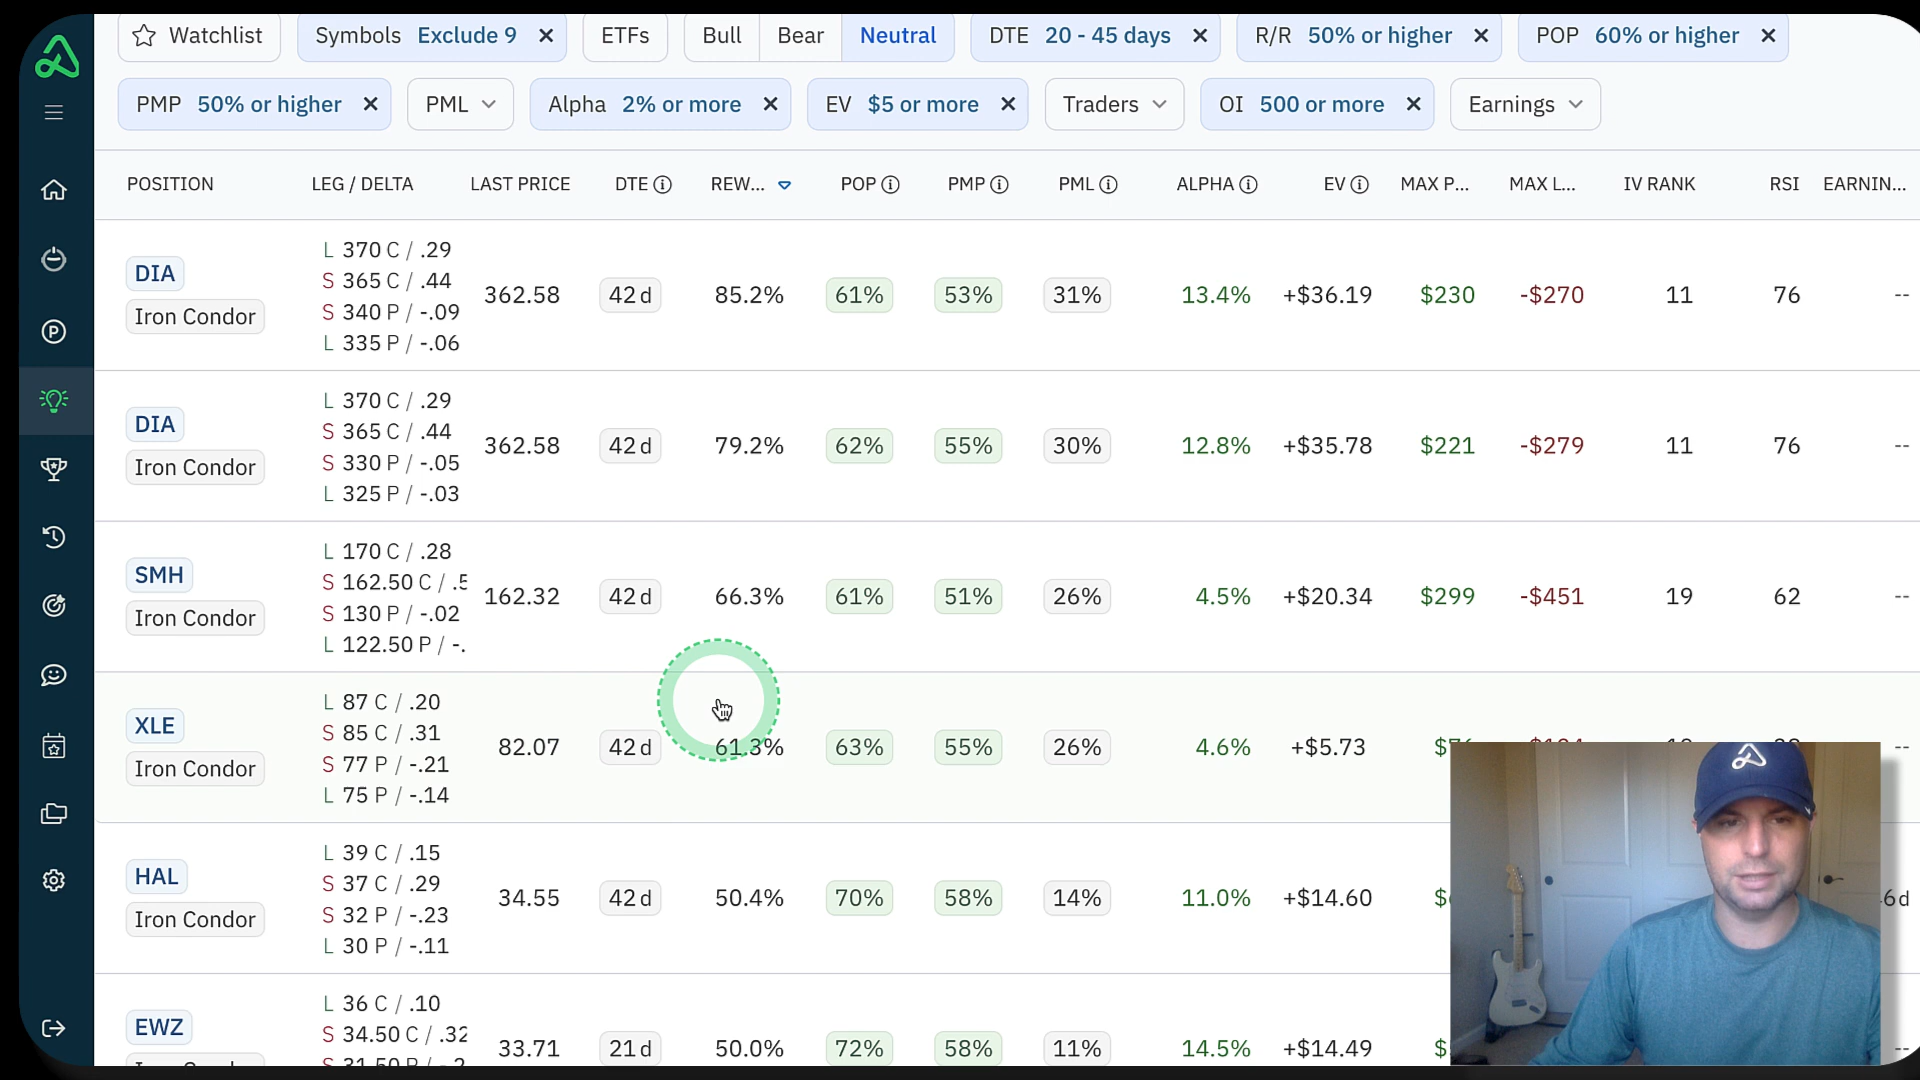 Watchlist Symbols Exclude 9 ETFs Bull Bear Neutral DTE 20 - 45 days R/R 50% or higher POP 60% or higher
PMP 50% or higher PML Alpha 2% or more EV $5 or more Traders OI 500 or more Earnings
POSITION LEG / DELTA LAST PRICE DTE REW... POP PMP PML ALPHA EV MAX P... MAX L... IV RANK RSI EARNIN...
L 370 C / .29
DIA
S 365 C / .44
362.58 42 d 85.2% 61% 53% 31% 13.4% +$36.19 $230 -$270 11 76 --
Iron Condor
S 340 P / -.09
L 335 P / -.06
L 370 C / .29
DIA
S 365 C / .44
362.58 42 d 79.2% 62% 55% 30% 12.8% +$35.78 $221 -$279 11 76 --
Iron Condor
S 330 P / -.05
L 325 P / -.03
L 170 C / .28
SMH
S 162.50 C / .5
162.32 42 d 66.3% 61% 51% 26% 4.5% +$20.34 $299 -$451 19 62 --
Iron Condor
S 130 P / -.02
L 122.50 P / -.
L 87 C / .20
XLE
S 85 C / .31
82.07 42 d 61.3% 63% 55% 26% 4.6% +$5.73 --
Iron Condor
S 77 P / -.21
L 75 P / -.14
L 39 C / .15
HAL
S 37 C / .29
34.55 42 d 50.4% 70% 58% 14% 11.0% +$14.60 6d
Iron Condor
S 32 P / -.23
L 30 P / -.11
L 36 C / .10
EWZ
S 34.50 C / .32
33.71 21 d 50.0% 72% 58% 11% 14.5% +$14.49 --